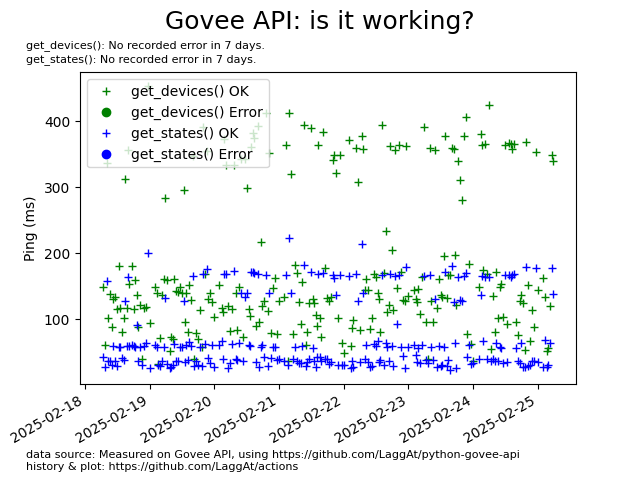 Govee API: is it working?
get_devices(): No recorded error in 7 days.
get_states(): No recorded error in 7 days.
get_devices() OK
get_devices() Error
get_states() OK
get_states() Error
Ping (ms)
400
300
200
100
2025-02-18
2025-02-19
2025-02-20
2025-02-21
2025-02-22
2025-02-23
2025-02-24
2025-02-25
data source: Measured on Govee API, using https://github.com/LaggAt/python-govee-api
history & plot: https://github.com/LaggAt/actions